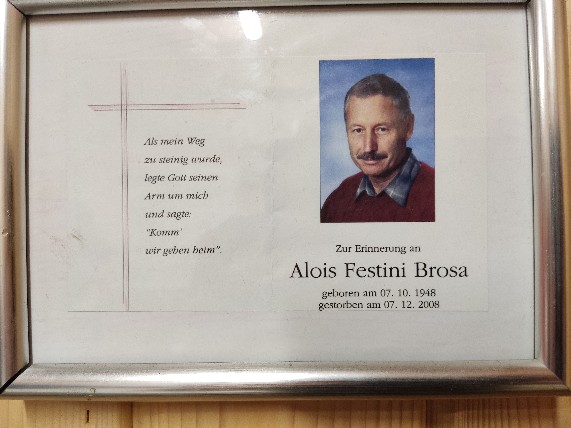 Als mein Weg
zu steinig wurde,
legte Gott seinen
Arm um mich
und sagte:
"Komm'
wir gehen heim".
Zur Erinnerung an
Alois Festini Brosa
geboren am 07. 10. 1948
gestorben am 07. 12. 2008